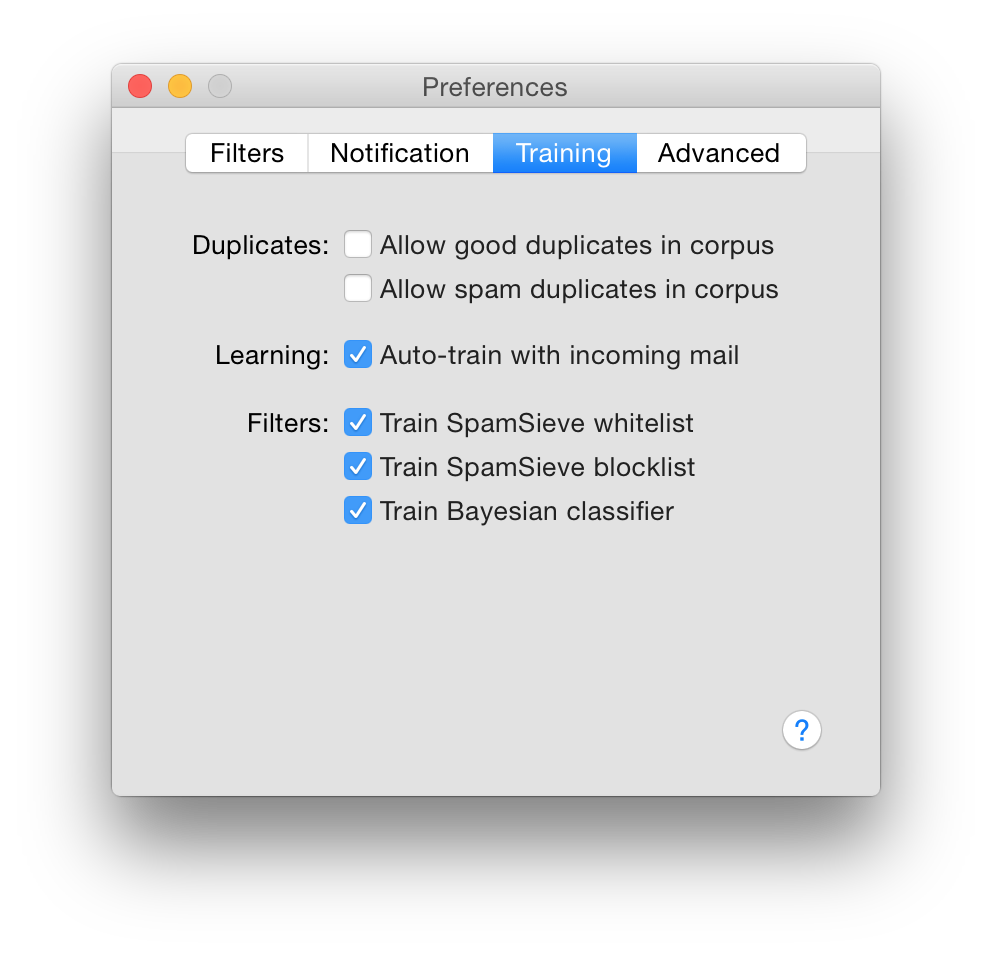 Preferences
Filters Notification Training Advanced
Duplicates: Allow good duplicates in corpus
Allow spam duplicates in corpus
Learning: Auto-train with incoming mail
Filters: Train SpamSieve whitelist
Train SpamSieve blocklist
Train Bayesian classifier
?